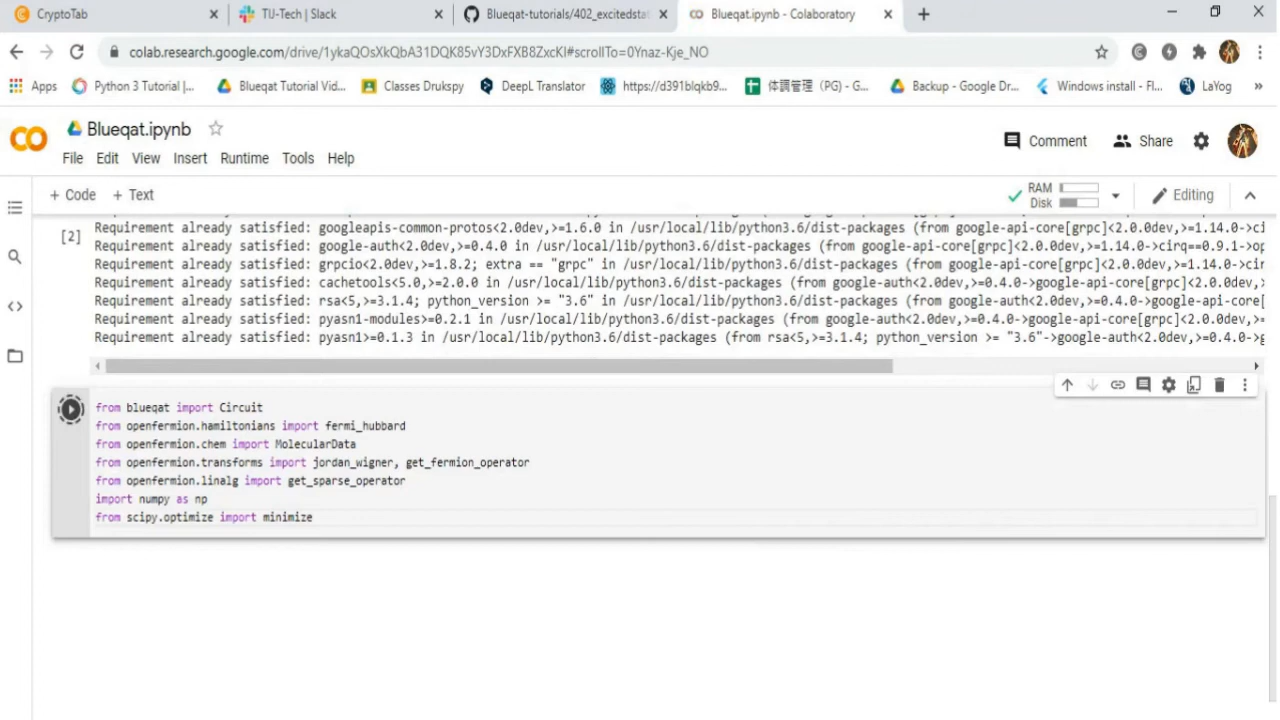 CryptoTab
TIJ-Tech | Slack
Blueqat-tutorials/402_excitedstat
Blueqat.ipynb - Colaboratory
colab.research.google.com/drive/1ykaQOsXkQbA31DQK85vY3DxFXB8ZxcKl#scrollTo=0Ynaz-Kje_NO
Apps
Python 3 Tutorial |...
Blueqat Tutorial Vid...
Classes Drukspy
DeepL Translator
https://d391blqkb9...
体調管理 (PG) - G...
Backup - Google Dr...
Windows install - Fl...
LaYog
»
Blueqat.ipynb
Comment
Share
File Edit View Insert Runtime Tools Help
+ Code + Text
RAM
Disk
Editing
[2]
Requirement already satisfied: googleapis-common-protos<2.0dev,>=1.6.0 in /usr/local/lib/python3.6/dist-packages (from google-api-core[grpc]<2.0.0dev,>=1.14.0->ci
Requirement already satisfied: google-auth<2.0dev,>=0.4.0 in /usr/local/lib/python3.6/dist-packages (from google-api-core[grpc]<2.0.0dev,>=1.14.0->cirq==0.9.1->op
Requirement already satisfied: grpcio<2.0dev,>=1.8.2; extra == "grpc" in /usr/local/lib/python3.6/dist-packages (from google-api-core[grpc]<2.0.0dev,>=1.14.0->cir
Requirement already satisfied: cachetools<5.0,>=2.0.0 in /usr/local/lib/python3.6/dist-packages (from google-auth<2.0dev,>=0.4.0->google-api-core[grpc]<2.0.0dev,>
Requirement already satisfied: rsa<5,>=3.1.4; python_version >= "3.6" in /usr/local/lib/python3.6/dist-packages (from google-auth<2.0dev,>=0.4.0->google-api-core[
Requirement already satisfied: pyasn1-modules>=0.2.1 in /usr/local/lib/python3.6/dist-packages (from google-auth<2.0dev,>=0.4.0->google-api-core[grpc]<2.0.0dev,>=
Requirement already satisfied: pyasn1>=0.1.3 in /usr/local/lib/python3.6/dist-packages (from rsa<5,>=3.1.4; python_version >= "3.6"->google-auth<2.0dev,>=0.4.0->g
from blueqat import Circuit
from openfermion.hamiltonians import fermi_hubbard
from openfermion.chem import MolecularData
from openfermion.transforms import jordan_wigner, get_fermion_operator
from openfermion.linalg import get_sparse_operator
import numpy as np
from scipy.optimize import minimize